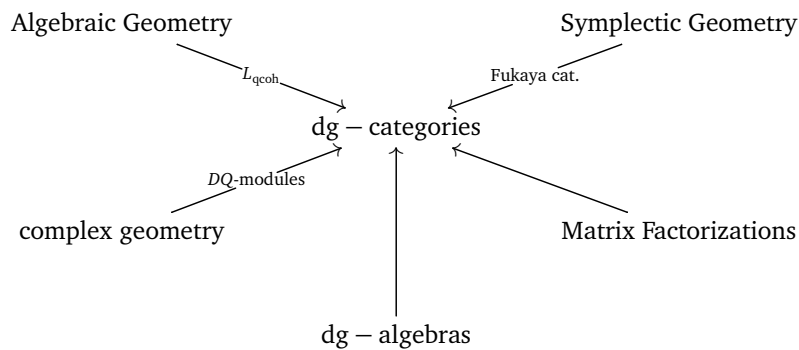 Algebraic Geometry
Symplectic Geometry
L_qcoh
Fukaya cat.
dg − categories
DQ-modules
complex geometry
Matrix Factorizations
dg − algebras